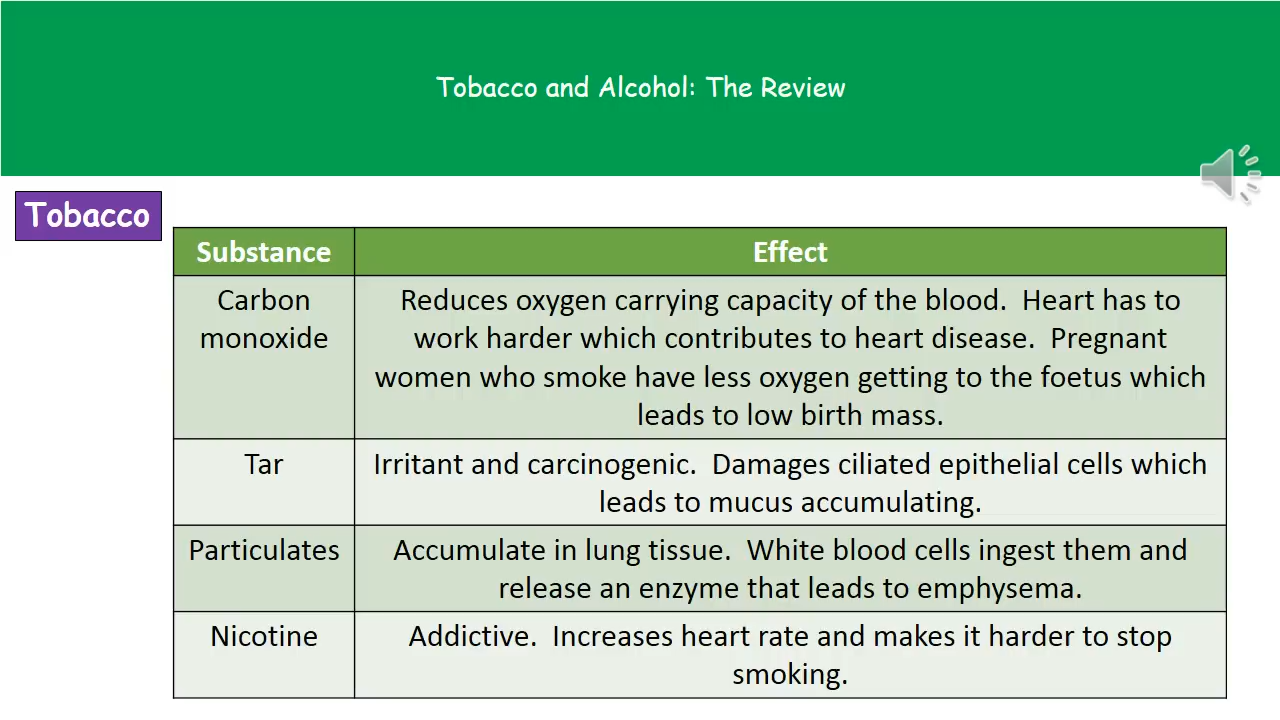 Tobacco and Alcohol: The Review
Tobacco
Substance
Effect
Carbon
monoxide
Reduces oxygen carrying capacity of the blood.  Heart has to
work harder which contributes to heart disease.  Pregnant
women who smoke have less oxygen getting to the foetus which
leads to low birth mass.
Tar
Irritant and carcinogenic.  Damages ciliated epithelial cells which
leads to mucus accumulating.
Particulates
Accumulate in lung tissue.  White blood cells ingest them and
release an enzyme that leads to emphysema.
Nicotine
Addictive.  Increases heart rate and makes it harder to stop
smoking.